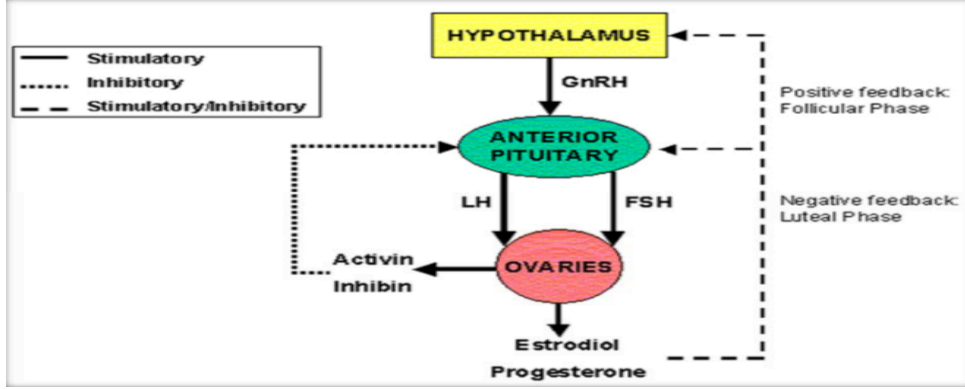 HYPOTHALAMUS
Stimulatory
Inhibitory
Stimulatory/Inhibitory
GnRH
Positive feedback:
Follicular Phase
ANTERIOR
PITUITARY
LH
FSH
Negative feedback:
Luteal Phase
Activin
Inhibin
OVARIES
Estrodiol
Progesterone